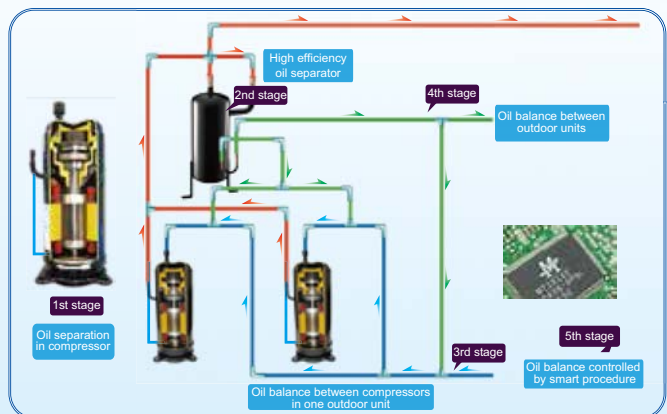 High efficiency
oil separator
2nd stage
4th stage
Oil balance between
outdoor units
1st stage
Oil separation
in compressor
3rd stage
5th stage
Oil balance controlled
by smart procedure
Oil balance between compressors
in one outdoor unit